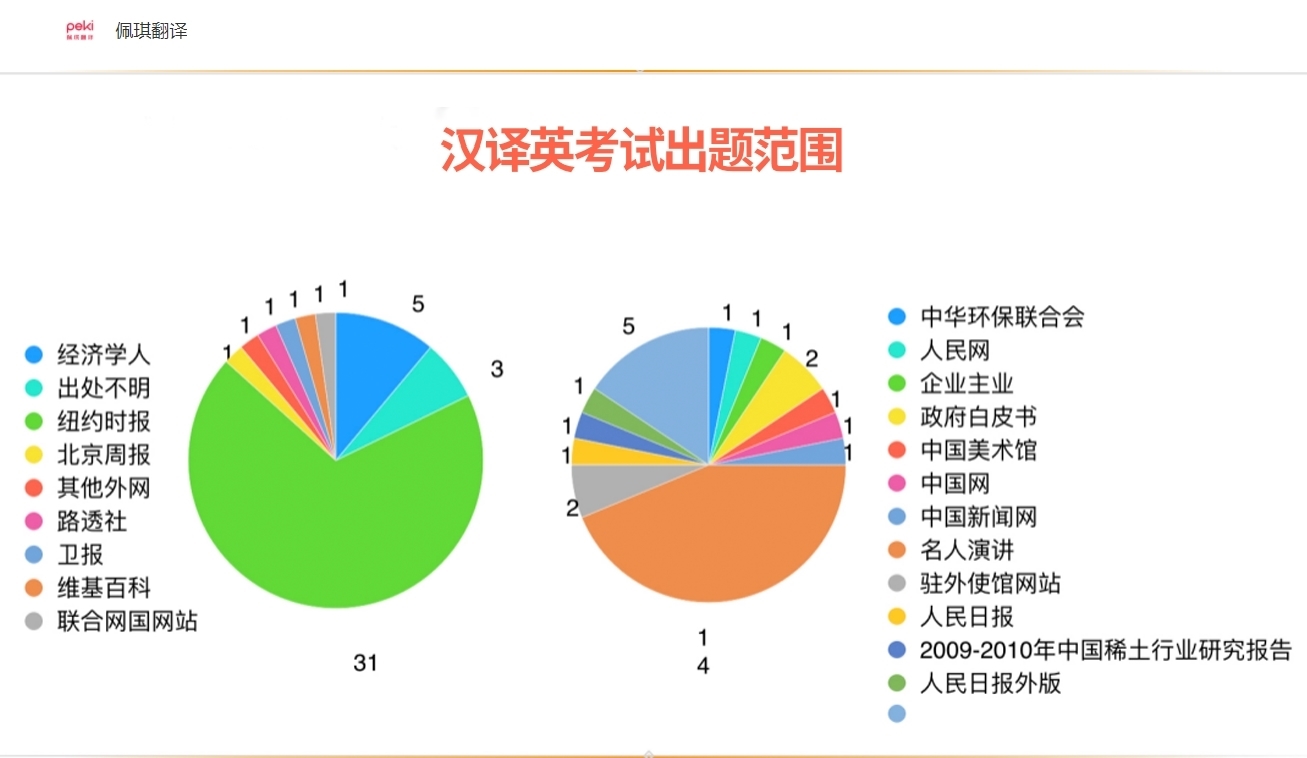 peki
佩琪翻译
佩琪翻译
汉译英考试出题范围
经济学人
出处不明
纽约时报
北京周报
其他外网
路透社
卫报
维基百科
联合网国网站
1
1
1
1
1
1
5
3
31
5
1
1
1
2
1
1
1
1
1
1
2
1
4
中华环保联合会
人民网
企业主业
政府白皮书
中国美术馆
中国网
中国新闻网
名人演讲
驻外使馆网站
人民日报
2009-2010年中国稀土行业研究报告
人民日报外版